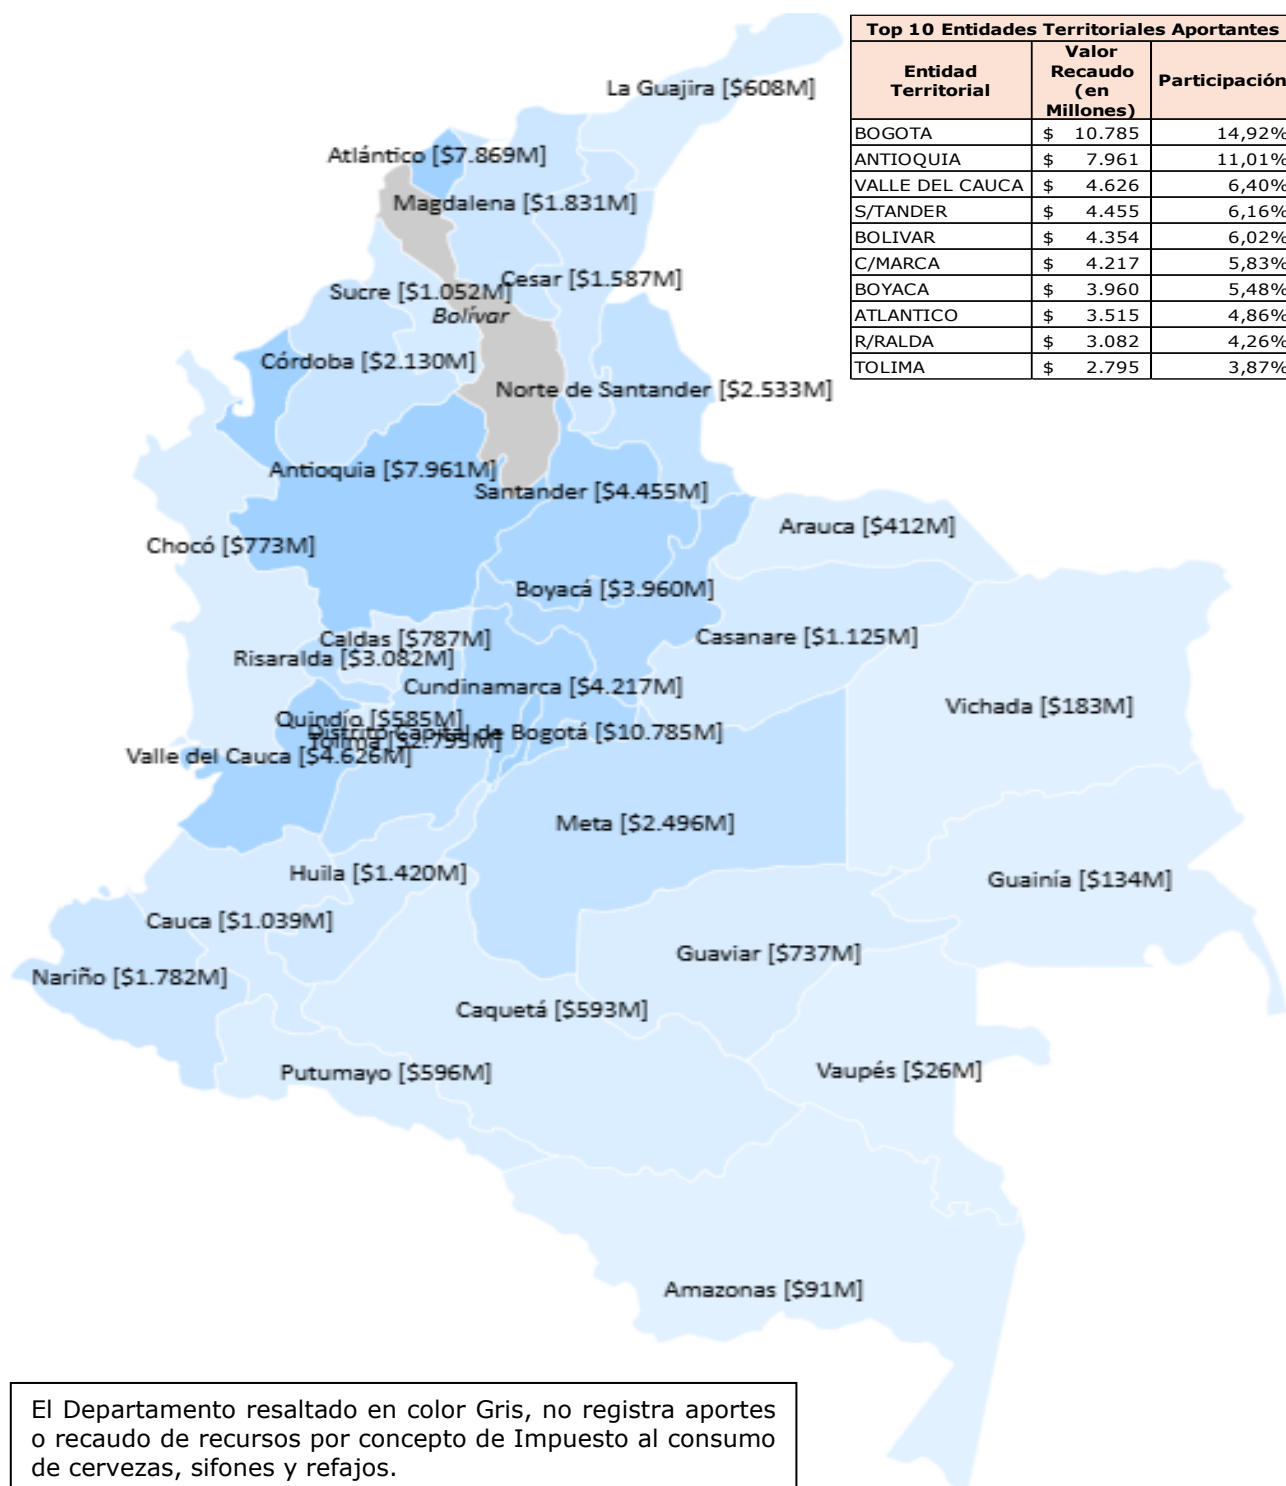 Top 10 Entidades Territoriales Aportantes
Entidad Territorial Valor Recaudo (en Millones) Participación
BOGOTA $ 10.785 14,92%
ANTIOQUIA $ 7.961 11,01%
VALLE DEL CAUCA $ 4.626 6,40%
S/TANDER $ 4.455 6,16%
BOLIVAR $ 4.354 6,02%
C/MARCA $ 4.217 5,83%
BOYACA $ 3.960 5,48%
ATLANTICO $ 3.515 4,86%
R/RALDA $ 3.082 4,26%
TOLIMA $ 2.795 3,87%
La Guajira [$608M]
Atlántico [$7.869M]
Magdalena [$1.831M]
Cesar [$1.587M]
Sucre [$1.052M]
Bolívar
Córdoba [$2.130M]
Norte de Santander [$2.533M]
Antioquia [$7.961M]
Santander [$4.455M]
Arauca [$412M]
Chocó [$773M]
Boyacá [$3.960M]
Caldas [$787M]
Casanare [$1.125M]
Risaralda [$3.082M]
Cundinamarca [$4.217M]
Vichada [$183M]
Quindío [$585M]
Distrito Capital de Bogotá [$10.785M]
Tolima [$2.795M]
Valle del Cauca [$4.626M]
Meta [$2.496M]
Huila [$1.420M]
Guainía [$134M]
Cauca [$1.039M]
Guaviar [$737M]
Nariño [$1.782M]
Caquetá [$593M]
Putumayo [$596M]
Vaupés [$26M]
Amazonas [$91M]
El Departamento resaltado en color Gris, no registra aportes
o recaudo de recursos por concepto de Impuesto al consumo
de cervezas, sifones y refajos.